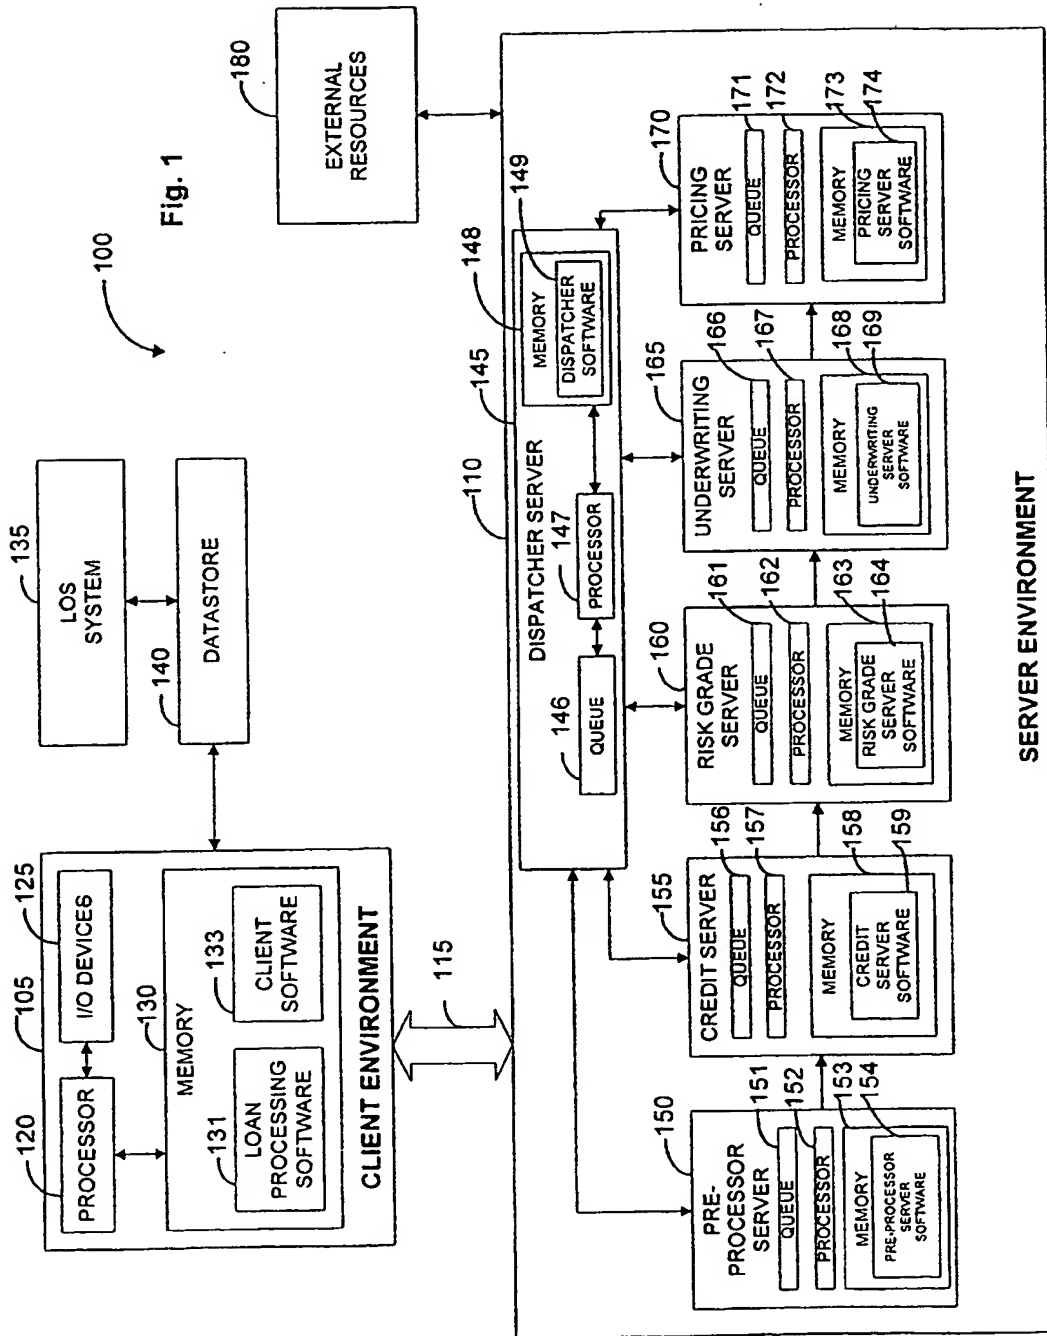 Fig. 1
100
180
EXTERNAL
RESOURCES
135
LOS
SYSTEM
140
DATASTORE
105
120
PROCESSOR
125
I/O DEVICES
130
MEMORY
131
LOAN
PROCESSING
SOFTWARE
133
CLIENT
SOFTWARE
CLIENT ENVIRONMENT
115
110
145
DISPATCHER SERVER
146
QUEUE
147
PROCESSOR
148
MEMORY
149
DISPATCHER
SOFTWARE
150
PRE-
PROCESSOR
SERVER
151
QUEUE
152
PROCESSOR
153
MEMORY
154
PRE-PROCESSOR
SERVER
SOFTWARE
155
CREDIT SERVER
156
QUEUE
157
PROCESSOR
158
MEMORY
159
CREDIT
SERVER
SOFTWARE
160
RISK GRADE
SERVER
161
QUEUE
162
PROCESSOR
163
MEMORY
164
RISK GRADE
SERVER
SOFTWARE
165
UNDERWRITING
SERVER
166
QUEUE
167
PROCESSOR
168
MEMORY
169
UNDERWRITING
SERVER
SOFTWARE
170
PRICING
SERVER
171
QUEUE
172
PROCESSOR
173
MEMORY
174
PRICING
SERVER
SOFTWARE
SERVER ENVIRONMENT